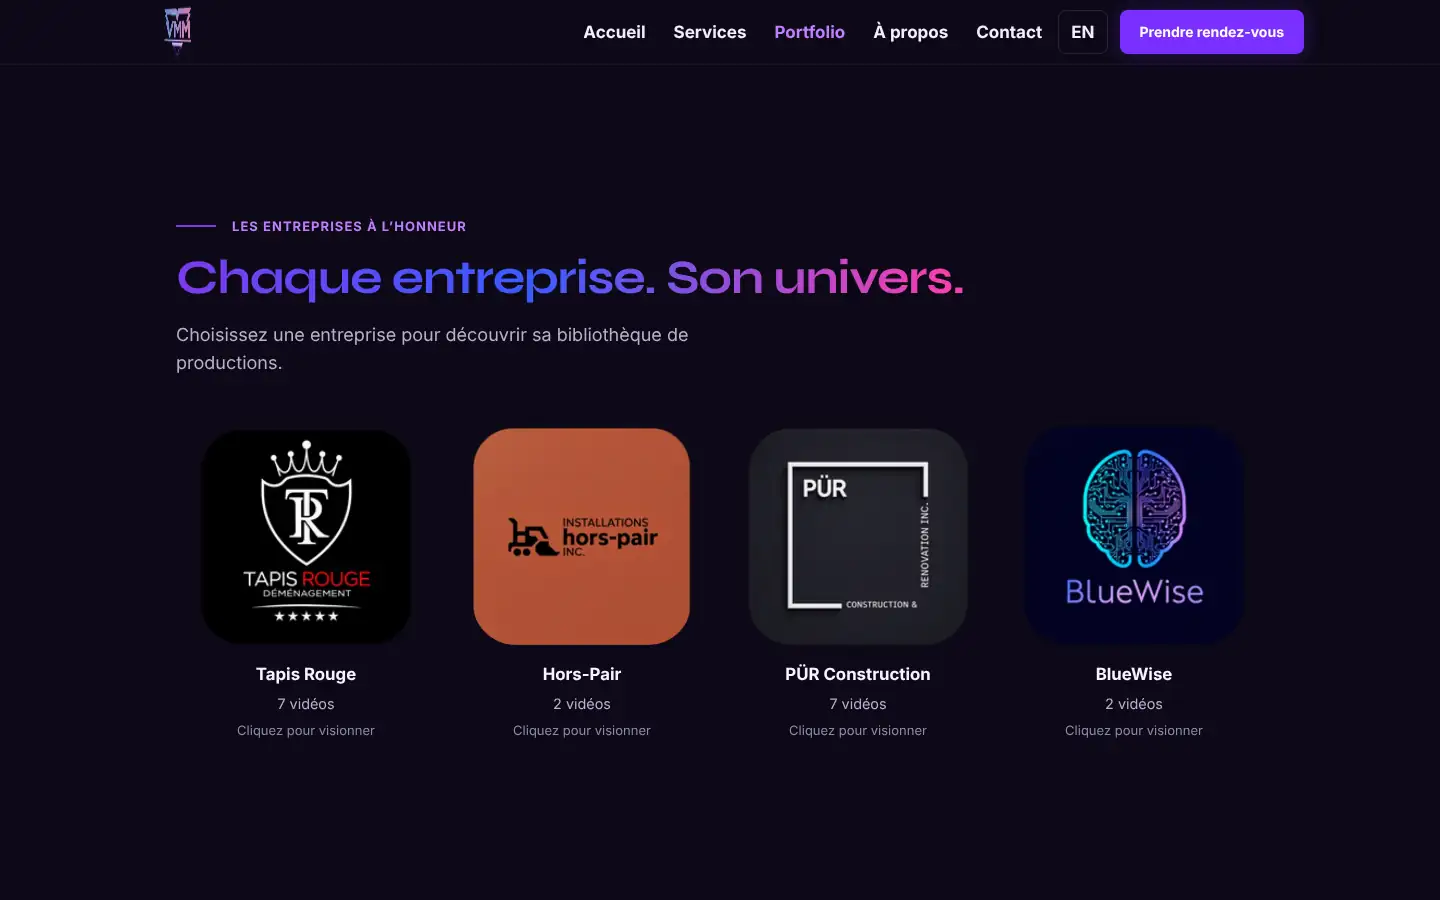 VMM
Accueil
Services
Portfolio
À propos
Contact
EN
Prendre rendez-vous
LES ENTREPRISES À L’HONNEUR
Chaque entreprise. Son univers.
Choisissez une entreprise pour découvrir sa bibliothèque de
productions.
TR
TAPIS ROUGE
DÉMÉNAGEMENT
INSTALLATIONS
hors-pair
INC.
PÜR
CONSTRUCTION &
RENOVATION INC.
BLueWise
Tapis Rouge
7 vidéos
Cliquez pour visionner
Hors-Pair
2 vidéos
Cliquez pour visionner
PÜR Construction
7 vidéos
Cliquez pour visionner
BlueWise
2 vidéos
Cliquez pour visionner